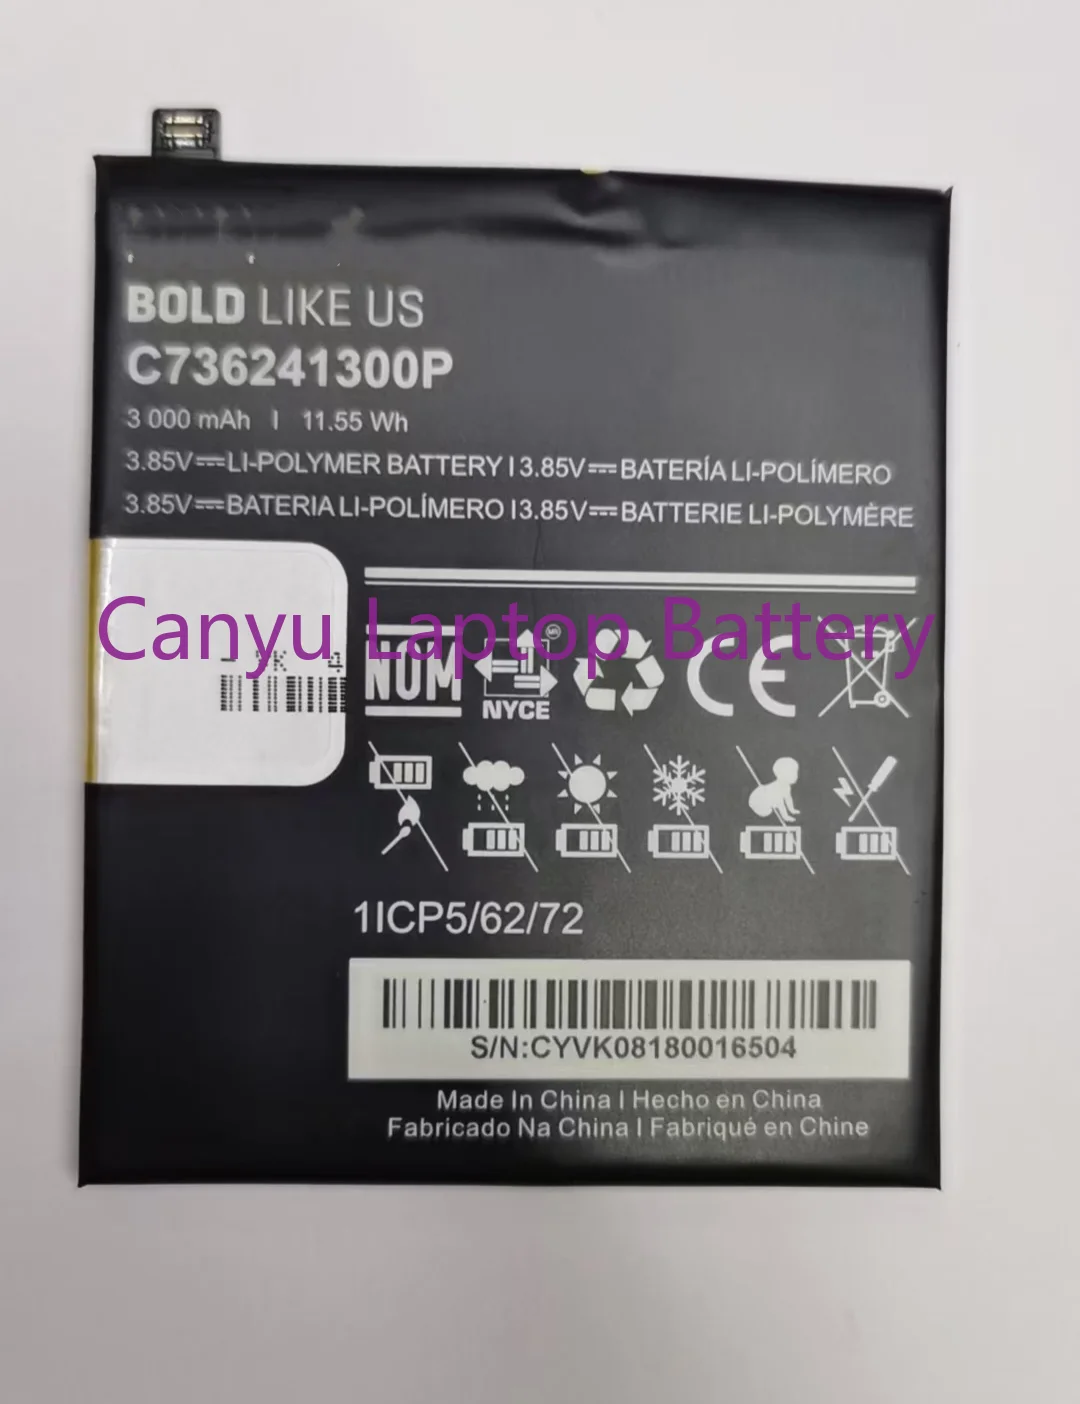 BOLD LIKE US
C736241300P
3 000 mAh I 11.55 Wh
3.85V⎓LI-POLYMER BATTERY I 3.85V⎓BATERÍA LI-POLÍMERO
3.85V⎓BATERIA LI-POLÍMERO I 3.85V⎓BATTERIE LI-POLYMÈRE
Canyu Laptop Battery
NOM
NYCE
CE
1ICP5/62/72
S/N:CYVK08180016504
Made In China I Hecho en China
Fabricado Na China I Fabriqué en Chine